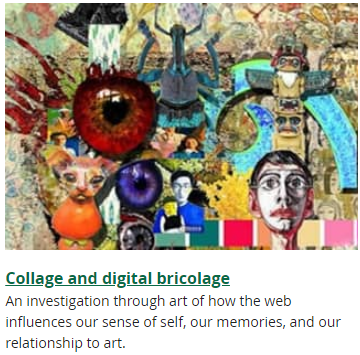 Collage and digital bricolage
An investigation through art of how the web
influences our sense of self, our memories, and our
relationship to art.